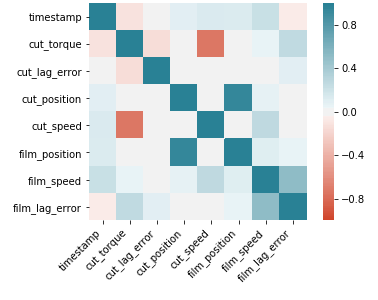 timestamp
cut_torque
cut_lag_error
cut_position
cut_speed
film_position
film_speed
film_lag_error
timestamp
cut_torque
cut_lag_error
cut_position
cut_speed
film_position
film_speed
film_lag_error
0.8
0.4
0.0
−0.4
−0.8